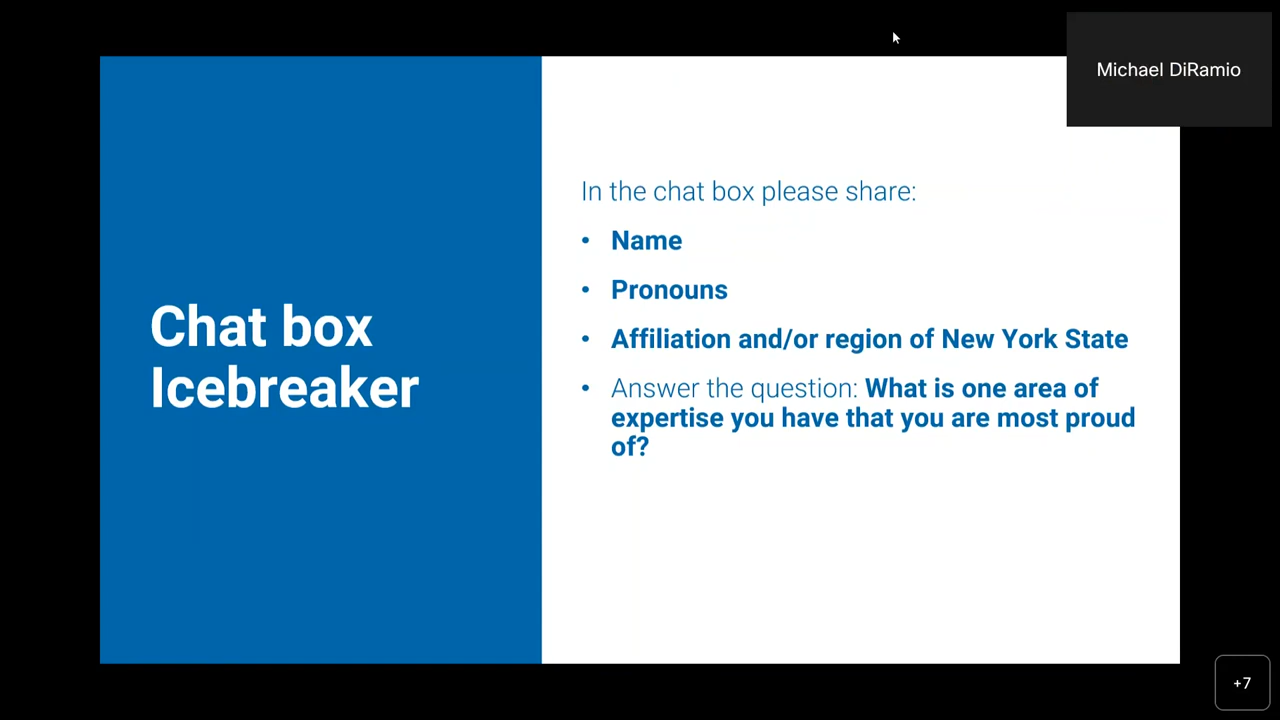 Michael DiRamio
Chat box
Icebreaker
In the chat box please share:
• Name
• Pronouns
• Affiliation and/or region of New York State
• Answer the question: What is one area of
expertise you have that you are most proud
of?
+7